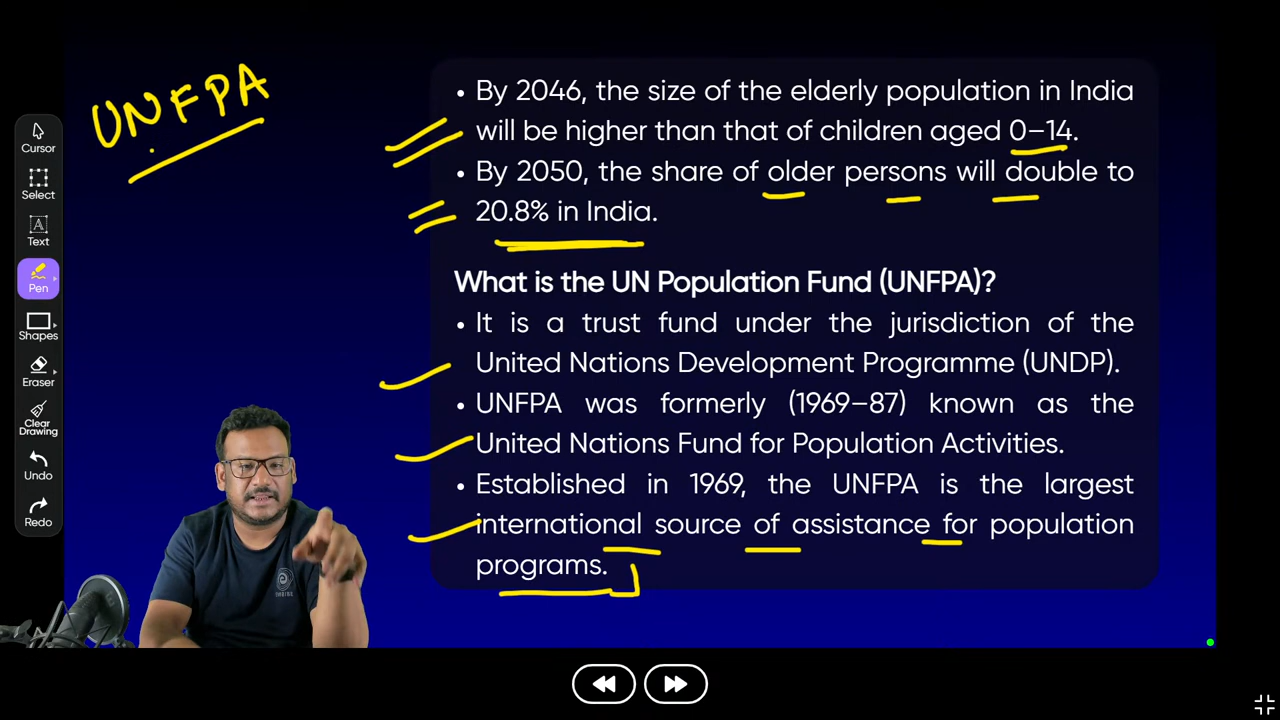 UNFPA
• By 2046, the size of the elderly population in India
will be higher than that of children aged 0–14.
• By 2050, the share of older persons will double to
20.8% in India.
What is the UN Population Fund (UNFPA)?
• It is a trust fund under the jurisdiction of the
United Nations Development Programme (UNDP).
• UNFPA was formerly (1969–87) known as the
United Nations Fund for Population Activities.
• Established in 1969, the UNFPA is the largest
international source of assistance for population
programs.
Cursor
Select
Text
Pen
Shapes
Eraser
Clear
Drawing
Undo
Redo